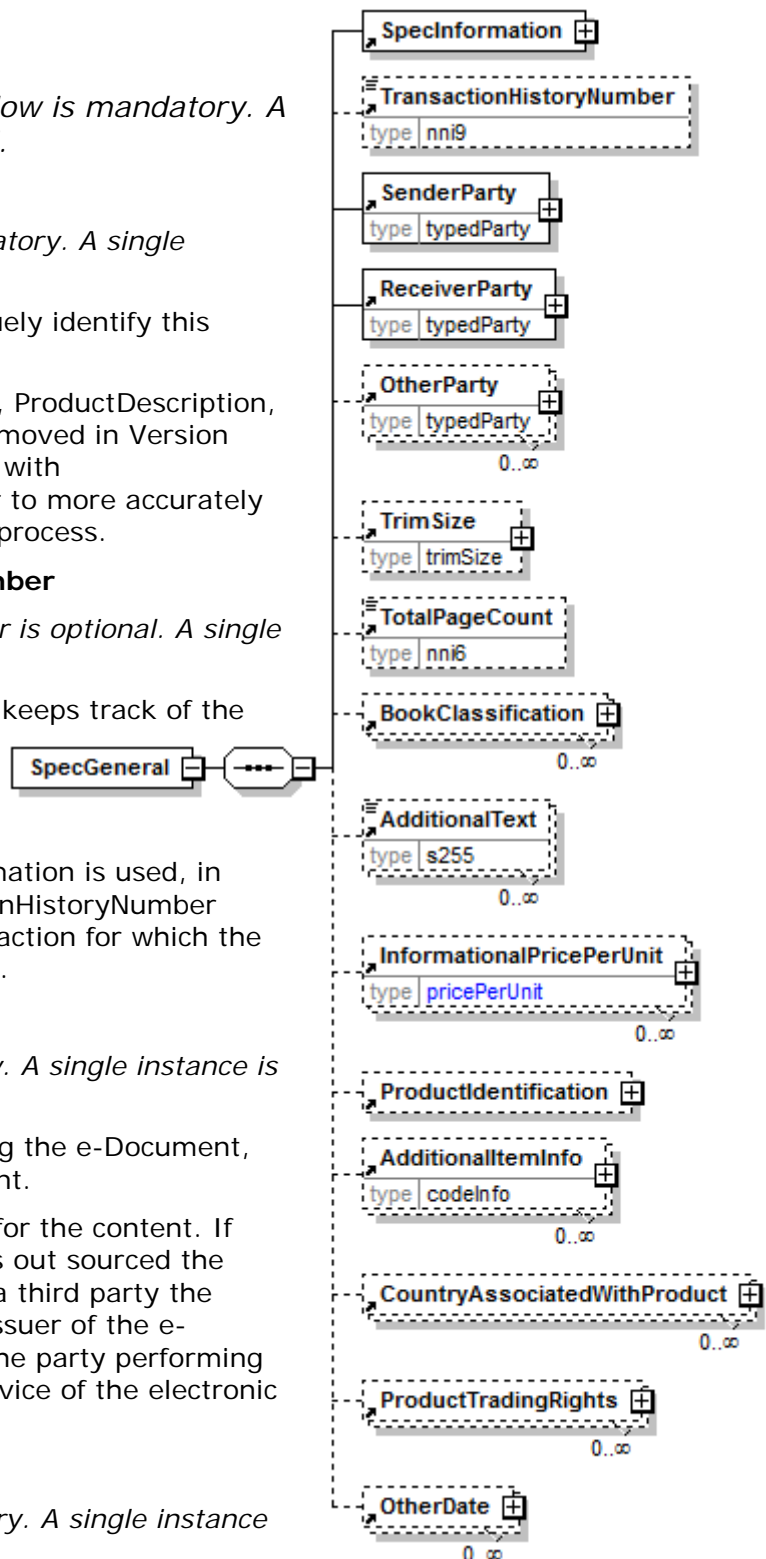 low is mandatory. A
.
atory. A single
uely identify this
, ProductDescription,
moved in Version
with
to more accurately
process.
nber
r is optional. A single
keeps track of the
nation is used, in
nHistoryNumber
action for which the
.
y. A single instance is
g the e-Document,
nt.
for the content. If
s out sourced the
a third party the
ssuer of the e-
he party performing
vice of the electronic
ry. A single instance
SpecGeneral
SpecInformation
TransactionHistoryNumber
type nni9
SenderParty
type typedParty
ReceiverParty
type typedParty
OtherParty
type typedParty
0..∞
TrimSize
type trimSize
TotalPageCount
type nni6
BookClassification
0..∞
AdditionalText
type s255
0..∞
InformationalPricePerUnit
type pricePerUnit
0..∞
ProductIdentification
AdditionalItemInfo
type codeInfo
0..∞
CountryAssociatedWithProduct
0..∞
ProductTradingRights
0..∞
OtherDate
0..∞